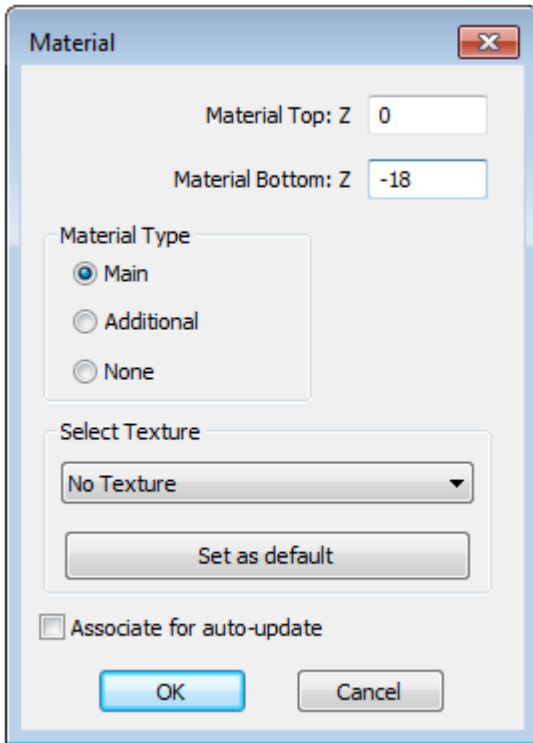 Material
Material Top: Z 0
Material Bottom: Z -18
Material Type
Main
Additional
None
Select Texture
No Texture
Set as default
Associate for auto-update
OK Cancel